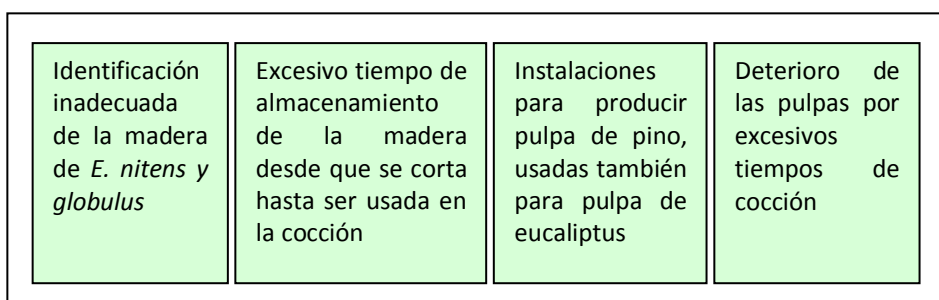 Identificación
inadecuada
de la madera
de E. nitens y
globulus
Excesivo tiempo de
almacenamiento
de la madera
desde que se corta
hasta ser usada en
la cocción
Instalaciones
para producir
pulpa de pino,
usadas también
para pulpa de
eucaliptus
Deterioro de
las pulpas por
excesivos
tiempos de
cocción